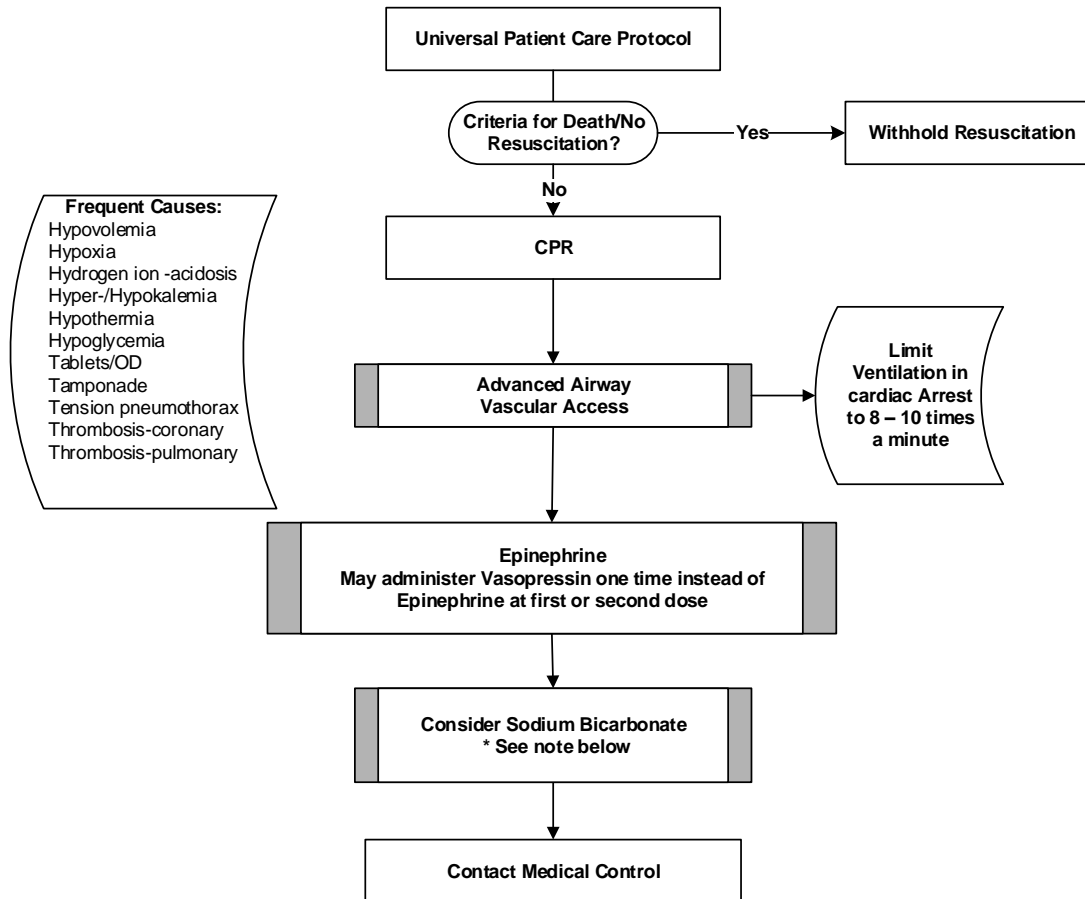 Universal Patient Care Protocol
Criteria for Death/No
Resuscitation?
Yes
Withhold Resuscitation
No
Frequent Causes:
Hypovolemia
Hypoxia
Hydrogen ion -acidosis
Hyper-/Hypokalemia
Hypothermia
Hypoglycemia
Tablets/OD
Tamponade
Tension pneumothorax
Thrombosis-coronary
Thrombosis-pulmonary
CPR
Advanced Airway
Vascular Access
Limit
Ventilation in
cardiac Arrest
to 8 – 10 times
a minute
Epinephrine
May administer Vasopressin one time instead of
Epinephrine at first or second dose
Consider Sodium Bicarbonate
* See note below
Contact Medical Control